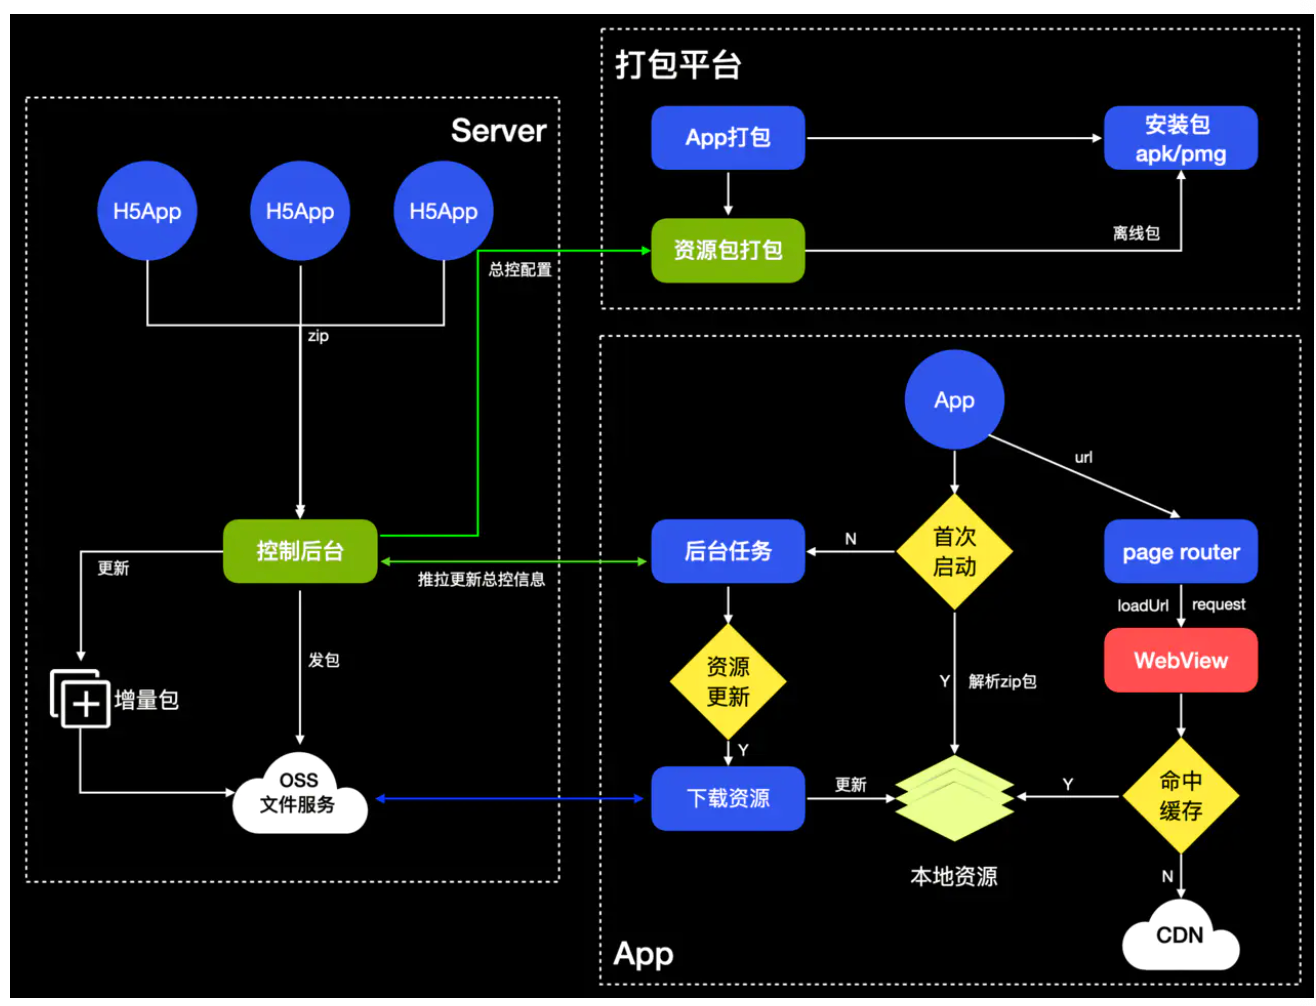 打包平台
App打包
安装包
apk/pmg
资源包打包
离线包
Server
H5App
H5App
H5App
总控配置
zip
控制后台
更新
推拉更新总控信息
发包
增量包
OSS
文件服务
App
url
首次
启动
N
后台任务
page router
loadUrl
request
WebView
资源
更新
Y
解析zip包
Y
下载资源
更新
Y
命中
缓存
本地资源
N
CDN
App